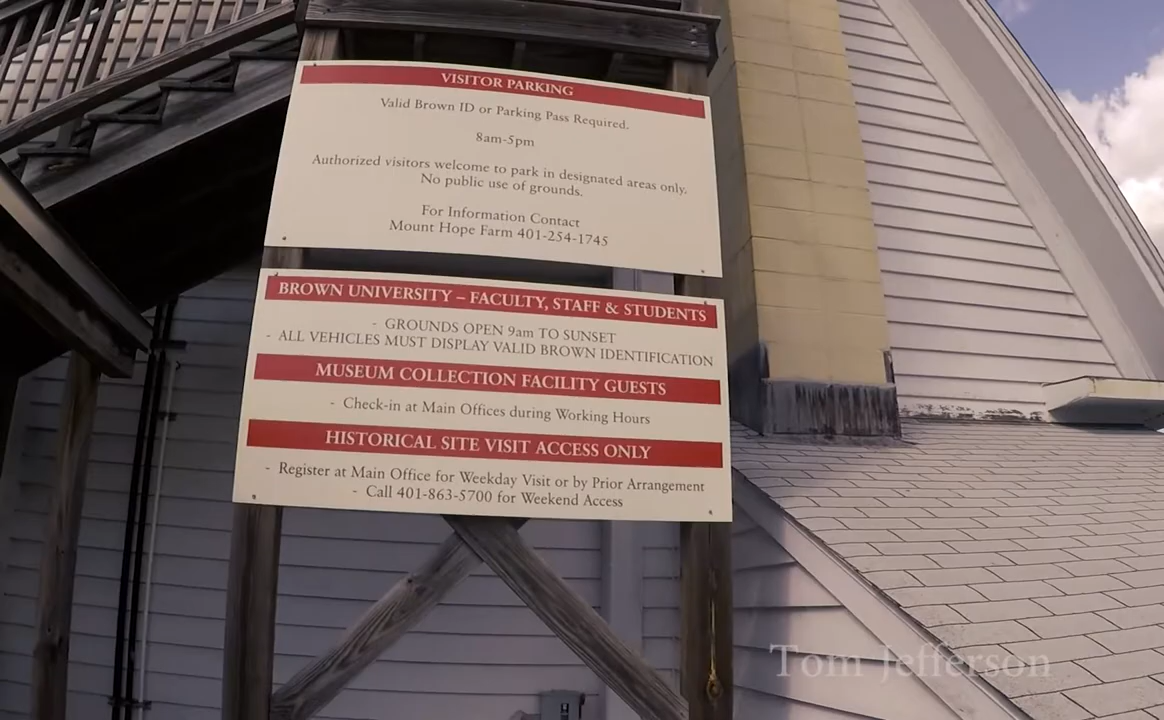 VISITOR PARKING
Valid Brown ID or Parking Pass Required.
8am-5pm
Authorized visitors welcome to park in designated areas only.
No public use of grounds.
For Information Contact
Mount Hope Farm 401-254-1745
BROWN UNIVERSITY – FACULTY, STAFF & STUDENTS
- GROUNDS OPEN 9am TO SUNSET
- ALL VEHICLES MUST DISPLAY VALID BROWN IDENTIFICATION
MUSEUM COLLECTION FACILITY GUESTS
- Check-in at Main Offices during Working Hours
HISTORICAL SITE VISIT ACCESS ONLY
- Register at Main Office for Weekday Visit or by Prior Arrangement
- Call 401-863-5700 for Weekend Access
Tom Jefferson